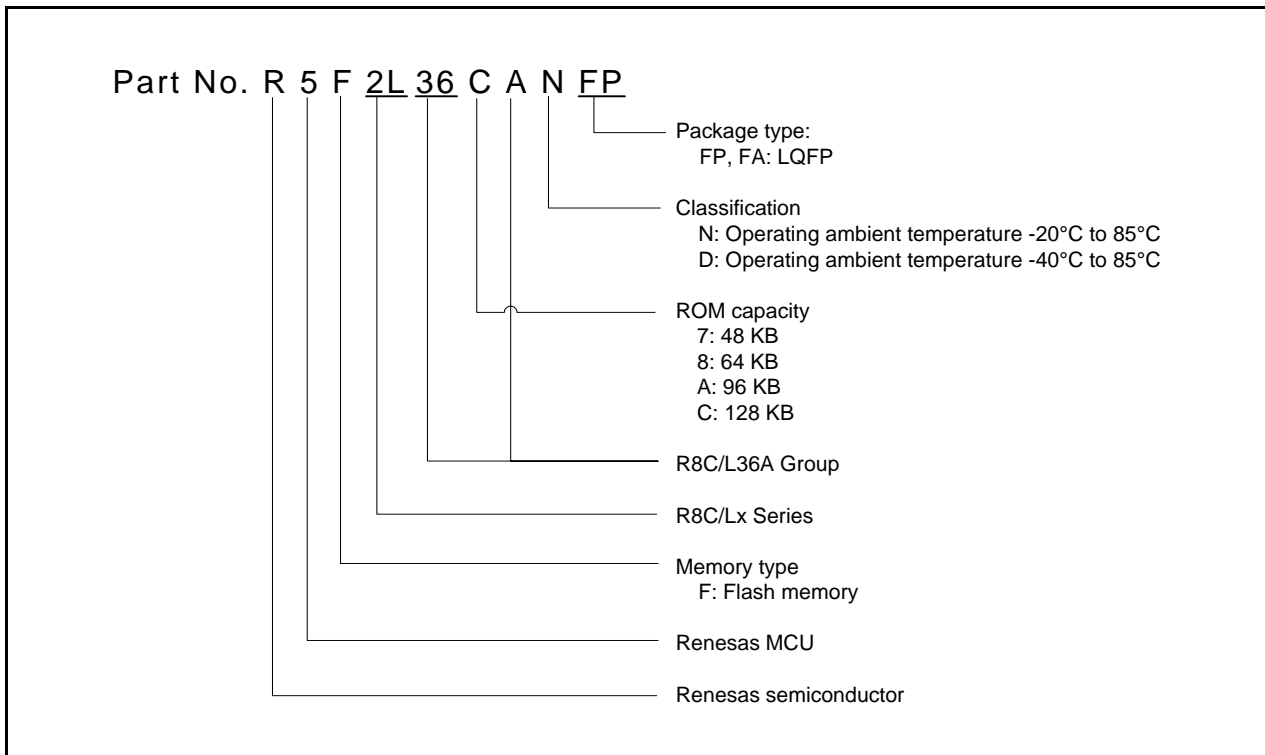 Part No. R 5 F 2L 36 C A N FP
Package type:
FP, FA: LQFP
Classification
N: Operating ambient temperature -20°C to 85°C
D: Operating ambient temperature -40°C to 85°C
ROM capacity
7: 48 KB
8: 64 KB
A: 96 KB
C: 128 KB
R8C/L36A Group
R8C/Lx Series
Memory type
F: Flash memory
Renesas MCU
Renesas semiconductor